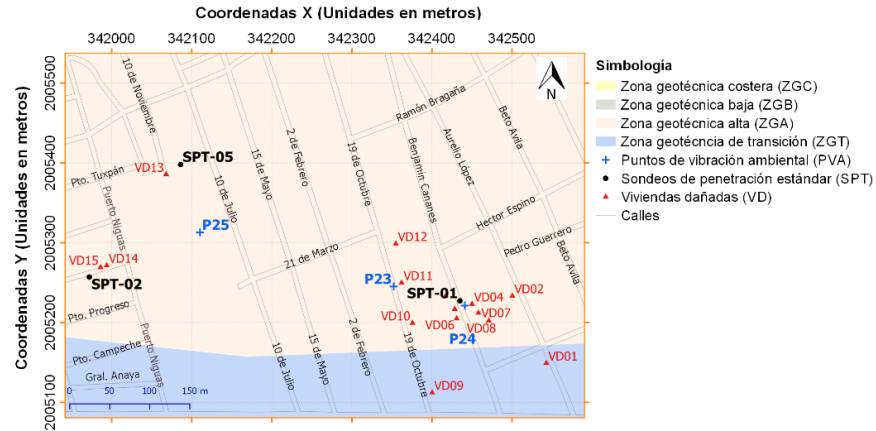 Coordenadas X (Unidades en metros)
342000 342100 342200 342300 342400 342500
Coordenadas Y (Unidades en metros)
2005500
2005400
2005300
2005200
2005100
10 de Noviembre
Ramón Bragaña
Beto Avila
N
SPT-05
VD13
Pto. Tuxpán
Puerto Niguas
10 de Julio
15 de Mayo
2 de Febrero
19 de Octubre
Benjamin Cananes
Aurelio López
Hector Espino
Pedro Guerrero
Beto Avila
P25
VD12
21 de Marzo
VD15 VD14
SPT-02
P23 VD11
SPT-01 VD04 VD02
VD07
VD10 VD06 VD08
P24
Pto. Progreso
Pto. Campeche
Gral. Anaya
Puerto Niguas
10 de Julio
15 de Mayo
2 de Febrero
19 de Octubre
VD01
VD09
0 50 100 150 m
Simbología
Zona geotécnica costera (ZGC)
Zona geotécnica baja (ZGB)
Zona geotécnica alta (ZGA)
Zona geotécncia de transición (ZGT)
Puntos de vibración ambiental (PVA)
Sondeos de penetración estándar (SPT)
Viviendas dañadas (VD)
Calles